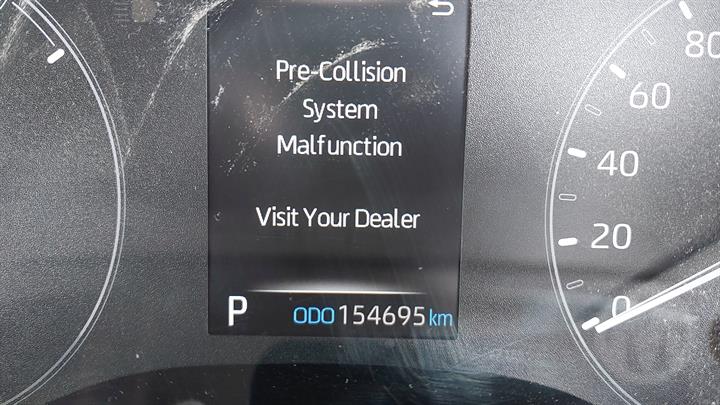 Pre-Collision
System
Malfunction
Visit Your Dealer
P ODO 154695 km
80
60
40
20
0